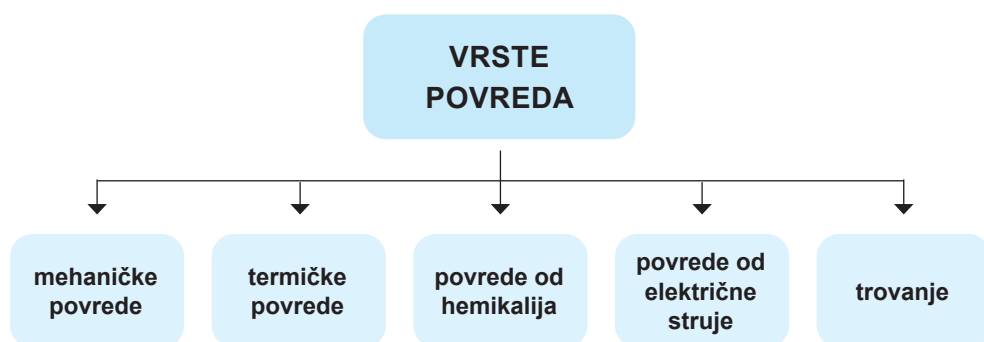 VRSTE
POVREDA
mehaničke
povrede
termičke
povrede
povrede od
hemikalija
povrede od
električne
struje
trovanje